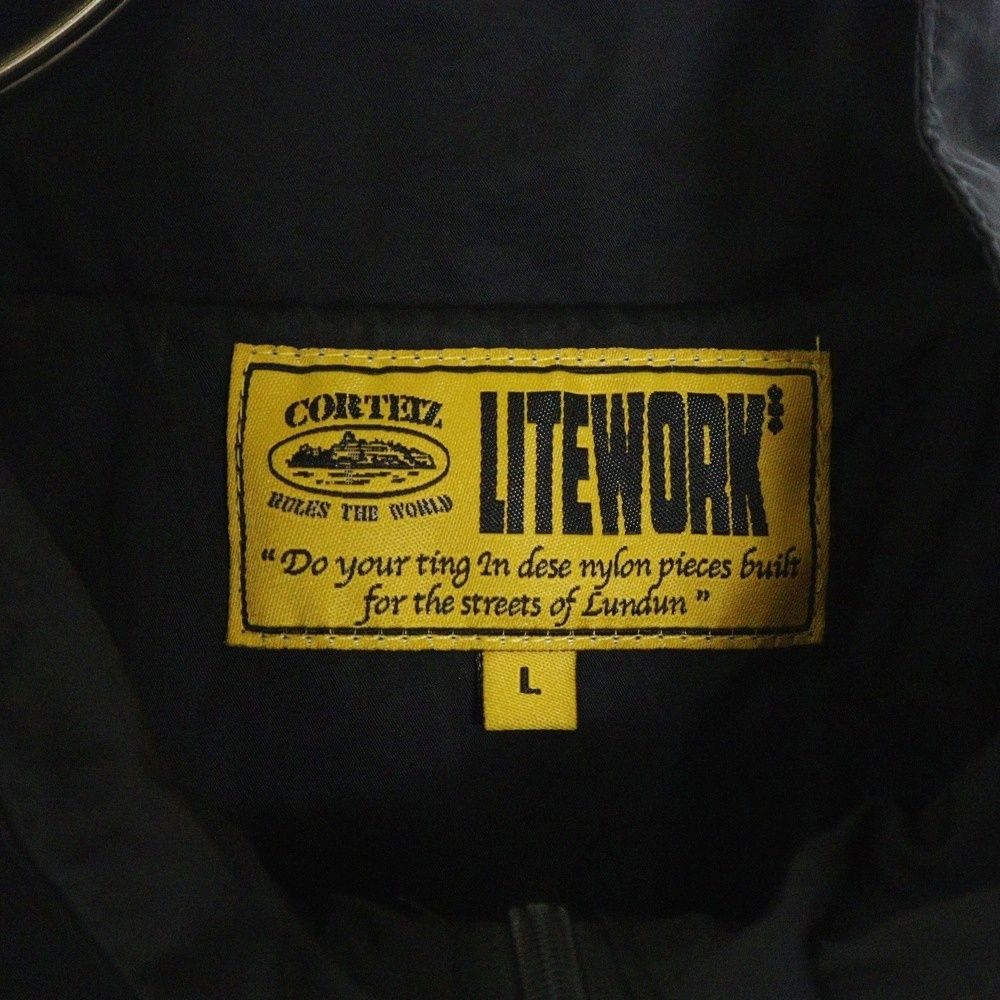 CORTEIZ
RULES THE WORLD
LITEWORK
“Do your ting In dese nylon pieces built
for the streets of Lundun”
L